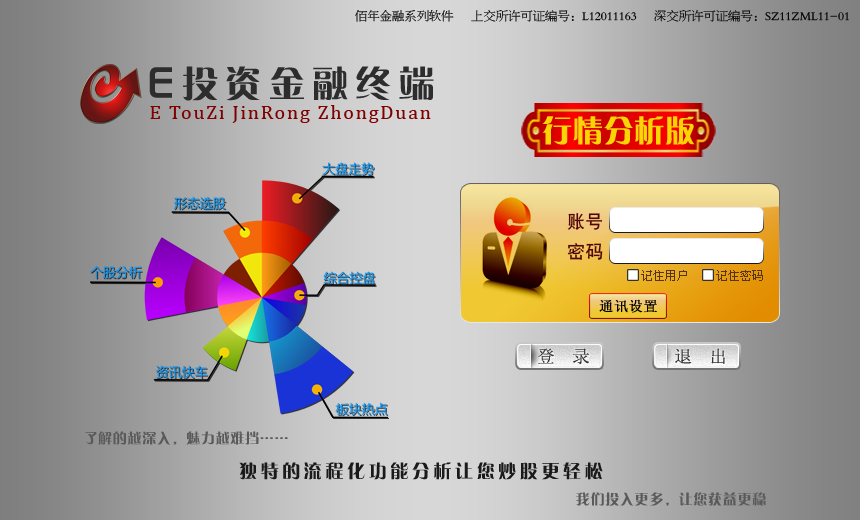 佰年金融系列软件 上交所许可证编号：L12011163 深交所许可证编号：SZ11ZML11-01
E投资金融终端
E TouZi JinRong ZhongDuan
行情分析版
大盘走势
形态选股
个股分析
综合控盘
资讯快车
板块热点
账号
密码
记住用户 记住密码
通讯设置
登 录 退 出
了解的越深入，魅力越难挡……
独特的流程化功能分析让您炒股更轻松
我们投入更多，让您获益更稳